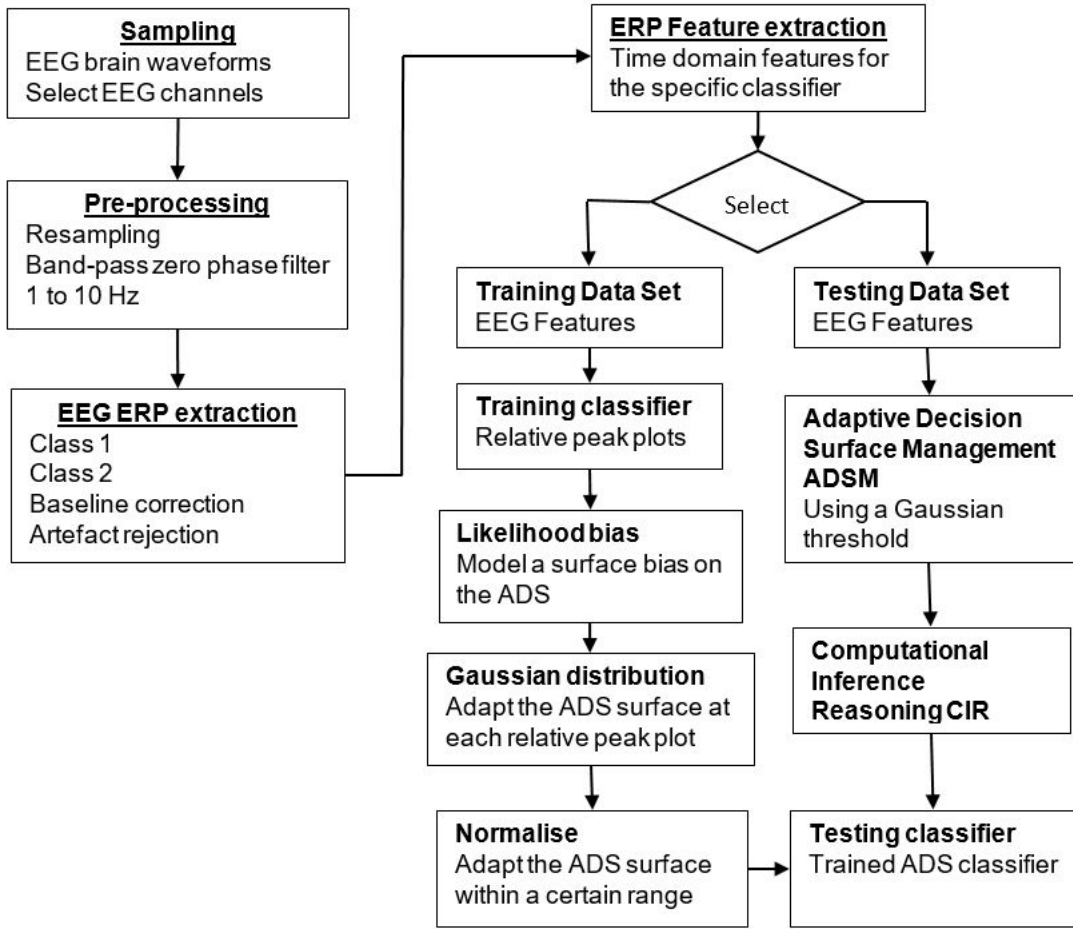 Sampling
EEG brain waveforms
Select EEG channels
Pre-processing
Resampling
Band-pass zero phase filter
1 to 10 Hz
EEG ERP extraction
Class 1
Class 2
Baseline correction
Artefact rejection
ERP Feature extraction
Time domain features for
the specific classifier
Select
Training Data Set
EEG Features
Training classifier
Relative peak plots
Likelihood bias
Model a surface bias on
the ADS
Gaussian distribution
Adapt the ADS surface at
each relative peak plot
Normalise
Adapt the ADS surface
within a certain range
Testing Data Set
EEG Features
Adaptive Decision
Surface Management
ADSM
Using a Gaussian
threshold
Computational
Inference
Reasoning CIR
Testing classifier
Trained ADS classifier